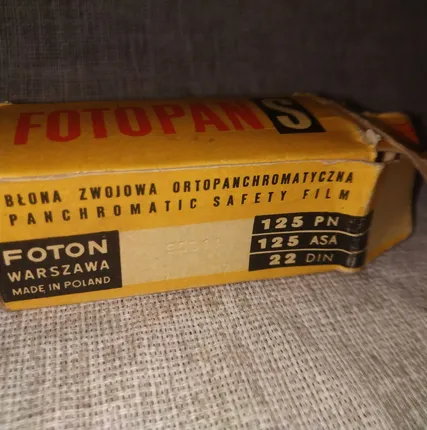 FOTOPAN S
BŁONA ZWOJOWA ORTOPANCHROMATYCZNA
PANCHROMATIC SAFETY FILM
FOTON
WARSZAWA
MADE IN POLAND
125 PN
125 ASA
22 DIN